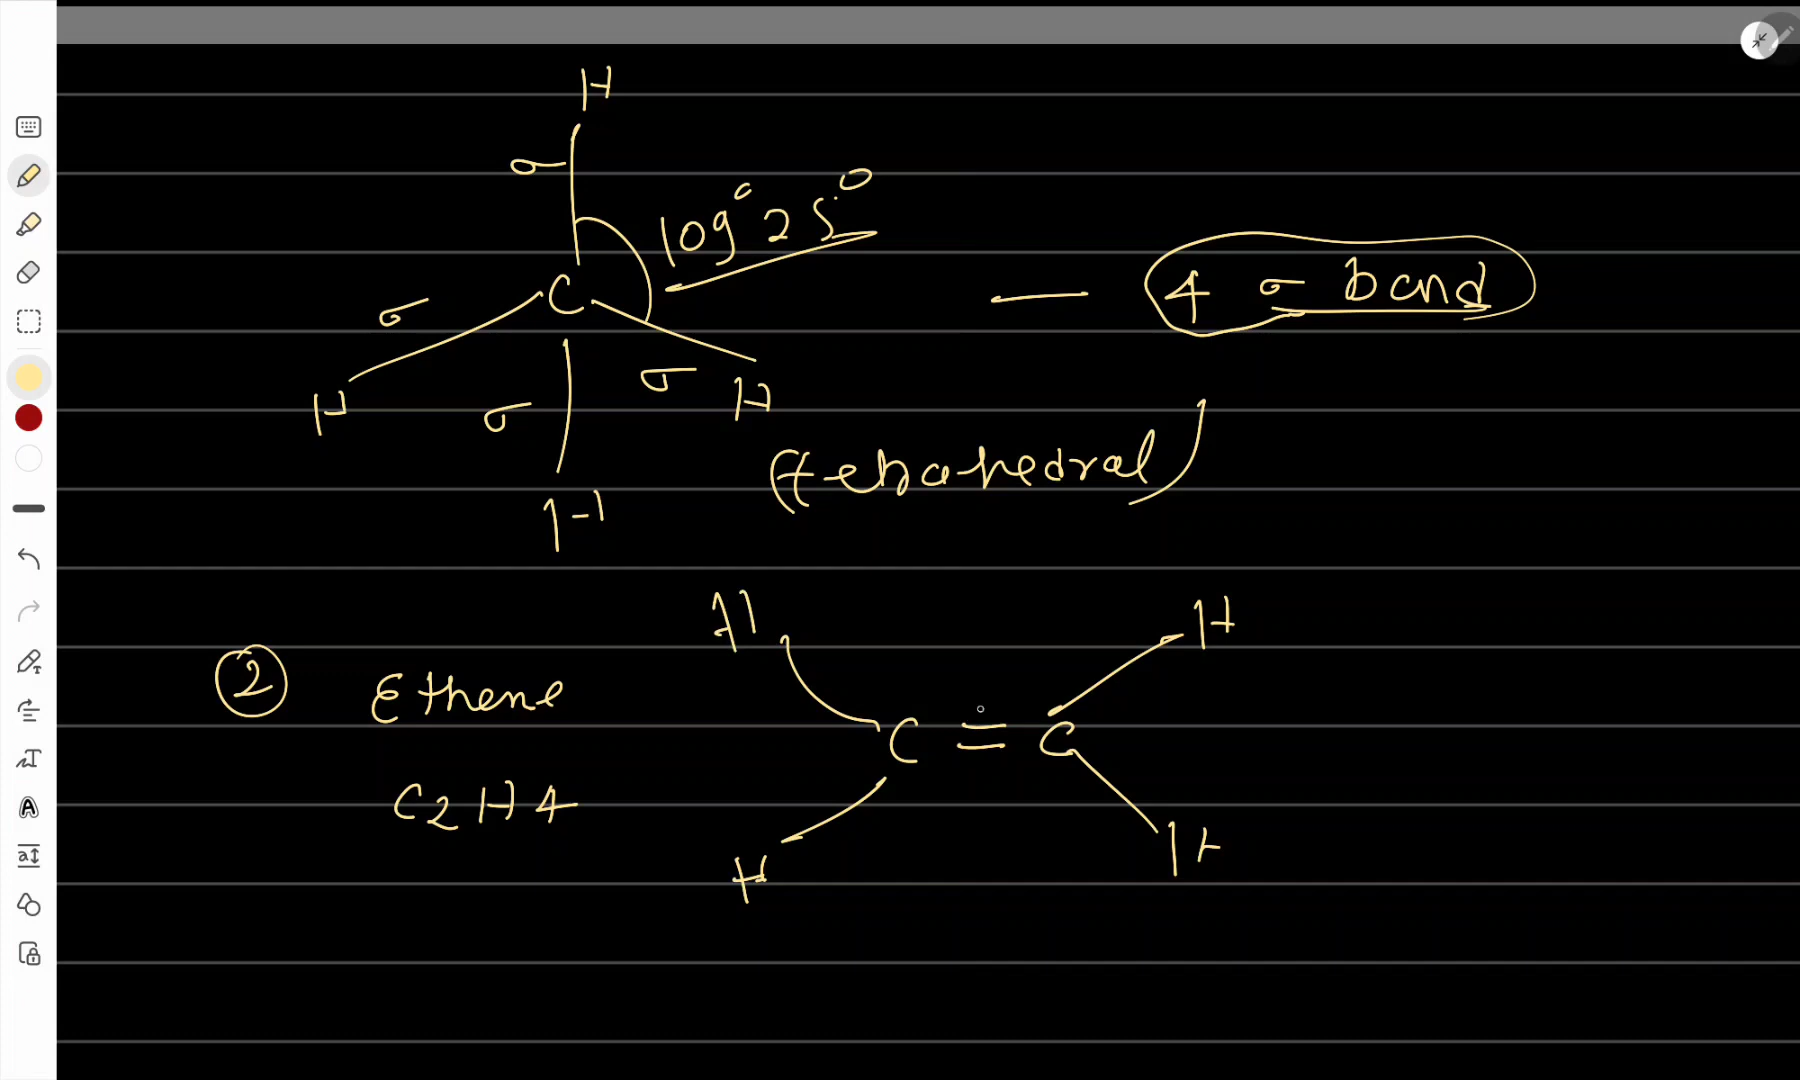 H
σ
109° 25°
σ C
4 σ bond
H σ σ H
(tetrahedral)
H
H H
② Ethene
C = C
C2H4
H H